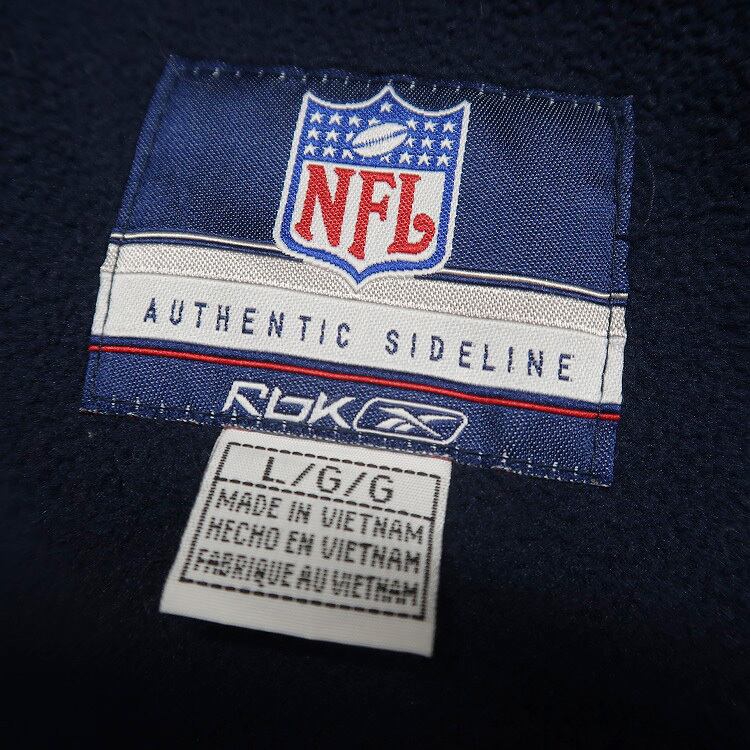 NFL
AUTHENTIC SIDELINE
RBK
L/G/G
MADE IN VIETNAM
HECHO EN VIETNAM
FABRIQUE AU VIETNAM